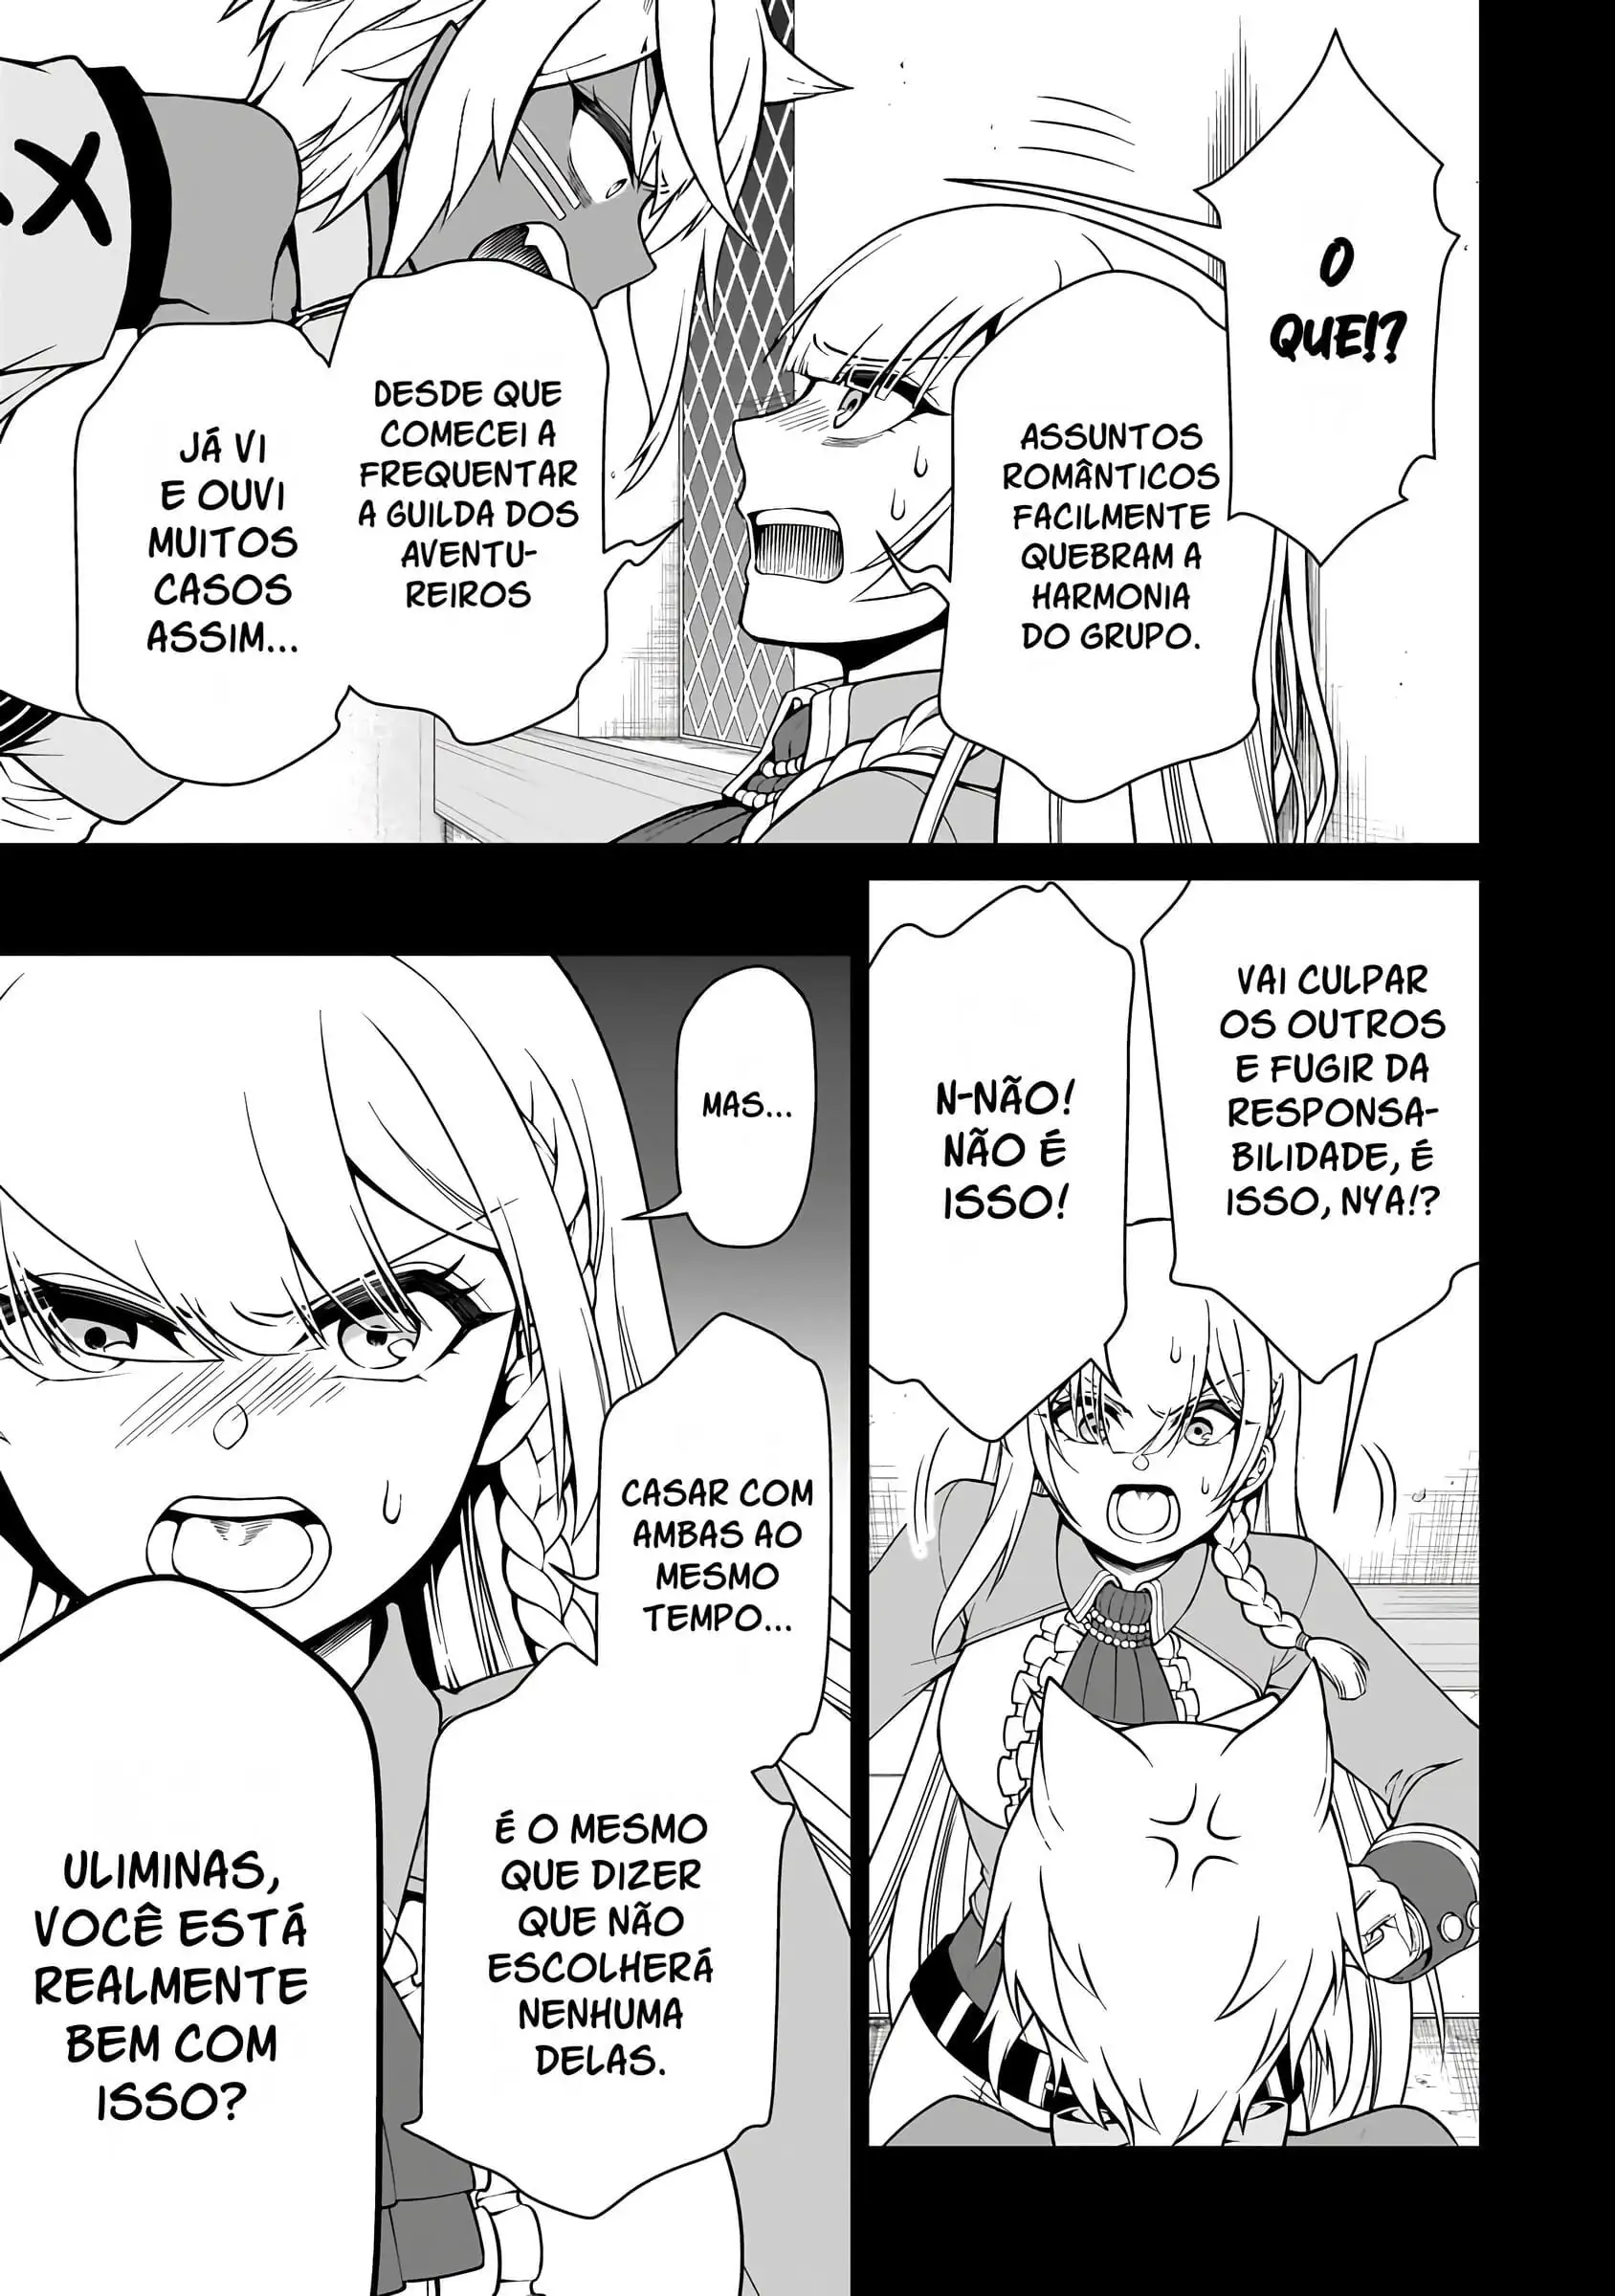 O
QUE!?
ASSUNTOS
ROMÂNTICOS
FACILMENTE
QUEBRAM A
HARMONIA
DO GRUPO.
DESDE QUE
COMECEI A
FREQUENTAR
A GUILDA DOS
AVENTU-
REIROS
JÁ VI
E OUVI
MUITOS
CASOS
ASSIM...
VAI CULPAR
OS OUTROS
E FUGIR DA
RESPONSA-
BILIDADE, É
ISSO, NYA!?
N-NÃO!
NÃO É
ISSO!
MAS...
CASAR COM
AMBAS AO
MESMO
TEMPO...
É O MESMO
QUE DIZER
QUE NÃO
ESCOLHERÁ
NENHUMA
DELAS.
ULIMINAS,
VOCÊ ESTÁ
REALMENTE
BEM COM
ISSO?